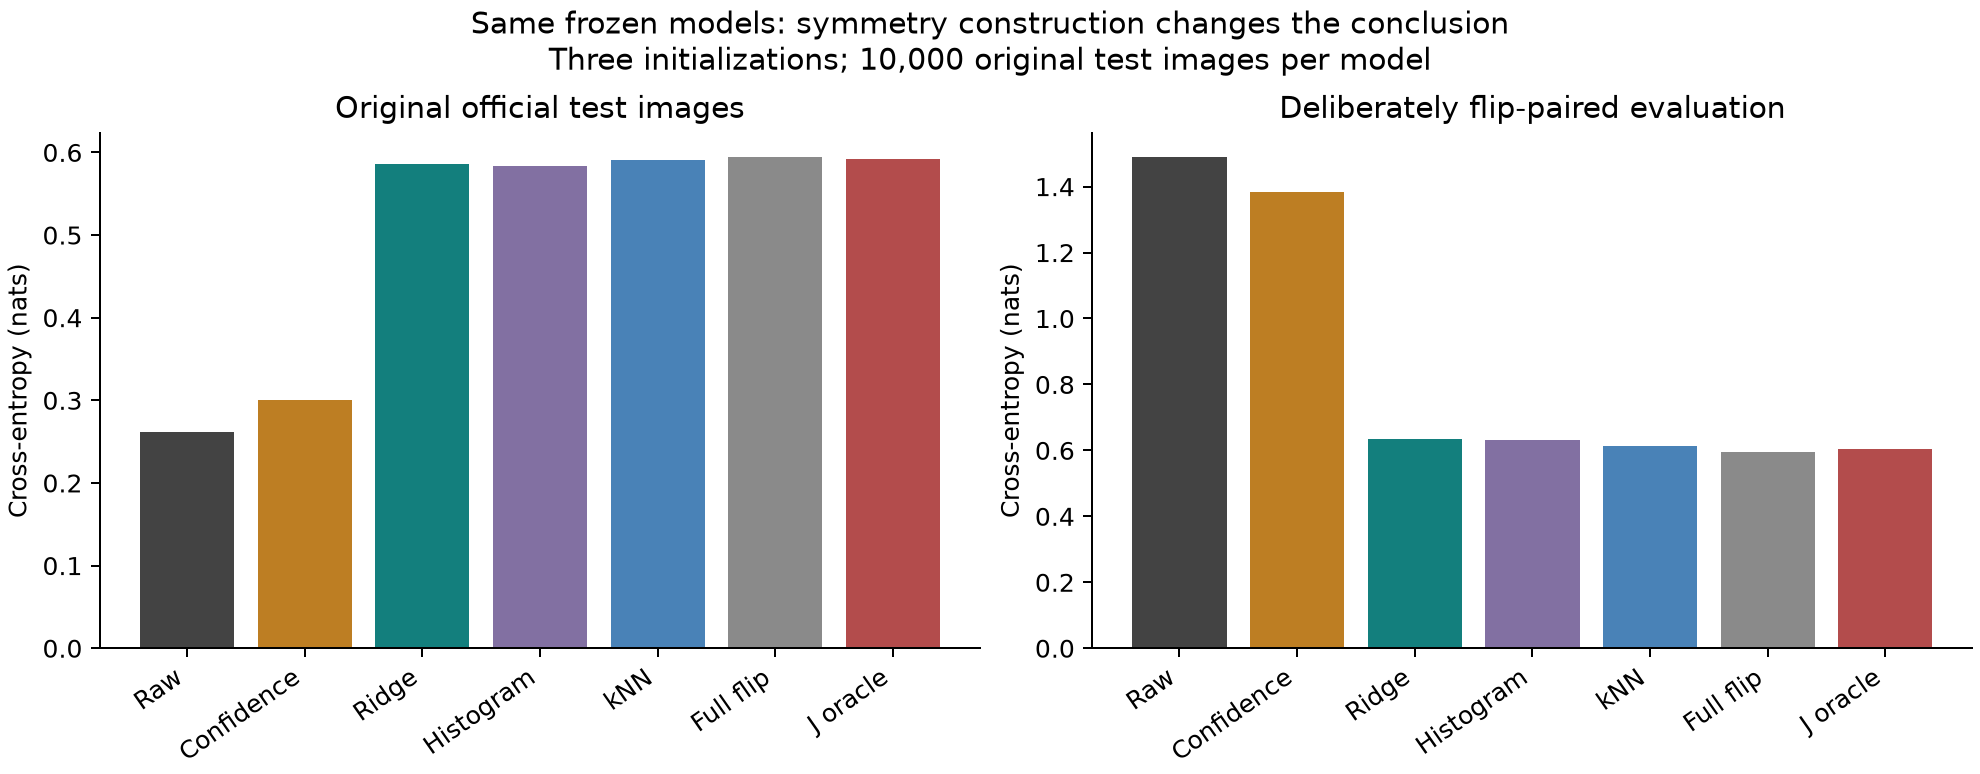 Same frozen models: symmetry construction changes the conclusion
Three initializations; 10,000 original test images per model
Original official test images
Cross-entropy (nats)
0.6
0.5
0.4
0.3
0.2
0.1
0.0
Raw
Confidence
Ridge
Histogram
kNN
Full flip
J oracle
Deliberately flip-paired evaluation
Cross-entropy (nats)
1.4
1.2
1.0
0.8
0.6
0.4
0.2
0.0
Raw
Confidence
Ridge
Histogram
kNN
Full flip
J oracle